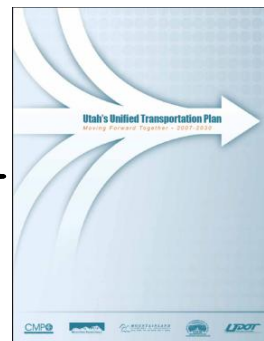 Utah's Unified Transportation Plan
Moving Forward Together - 2007-2030
CMPO
UDOT